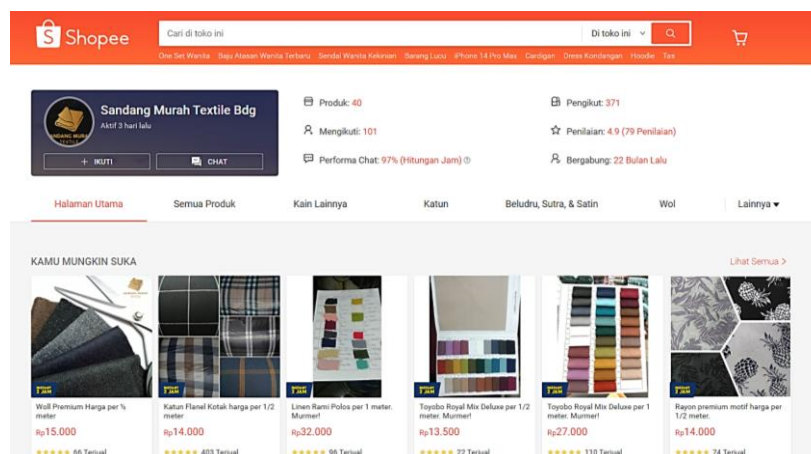 Shopee
Cari di toko ini
Di toko ini
One Set Wanita Baju Atasan Wanita Terbaru Sendal Wanita Kekinian Sarang Lucu iPhone 14 Pro Max Cardigan Dress Kondangan Hoodie Tas
Sandang Murah Textile Bdg
Aktif 3 hari lalu
+ IKUTI
CHAT
Produk: 40
Mengikuti: 101
Performa Chat: 97% (Hitungan Jam)
Pengikut: 371
Penilaian: 4.9 (79 Penilaian)
Bergabung: 22 Bulan Lalu
Halaman Utama Semua Produk Kain Lainnya Katun Beludru, Sutra, & Satin Wol Lainnya
KAMU MUNGKIN SUKA
Lihat Semua >
Woll Premium Harga per ½
meter
Rp15.000
66 Terjual
Katun Flanel Kotak harga per 1/2
meter
Rp14.000
403 Terjual
Linen Rami Polos per 1 meter.
Murmer!
Rp32.000
96 Terjual
Toyobo Royal Mix Deluxe per 1/2
meter. Murmer!
Rp13.500
22 Terjual
Toyobo Royal Mix Deluxe per 1
meter. Murmer!
Rp27.000
110 Terjual
Rayon premium motif harga per
1/2 meter.
Rp14.000
74 Terjual